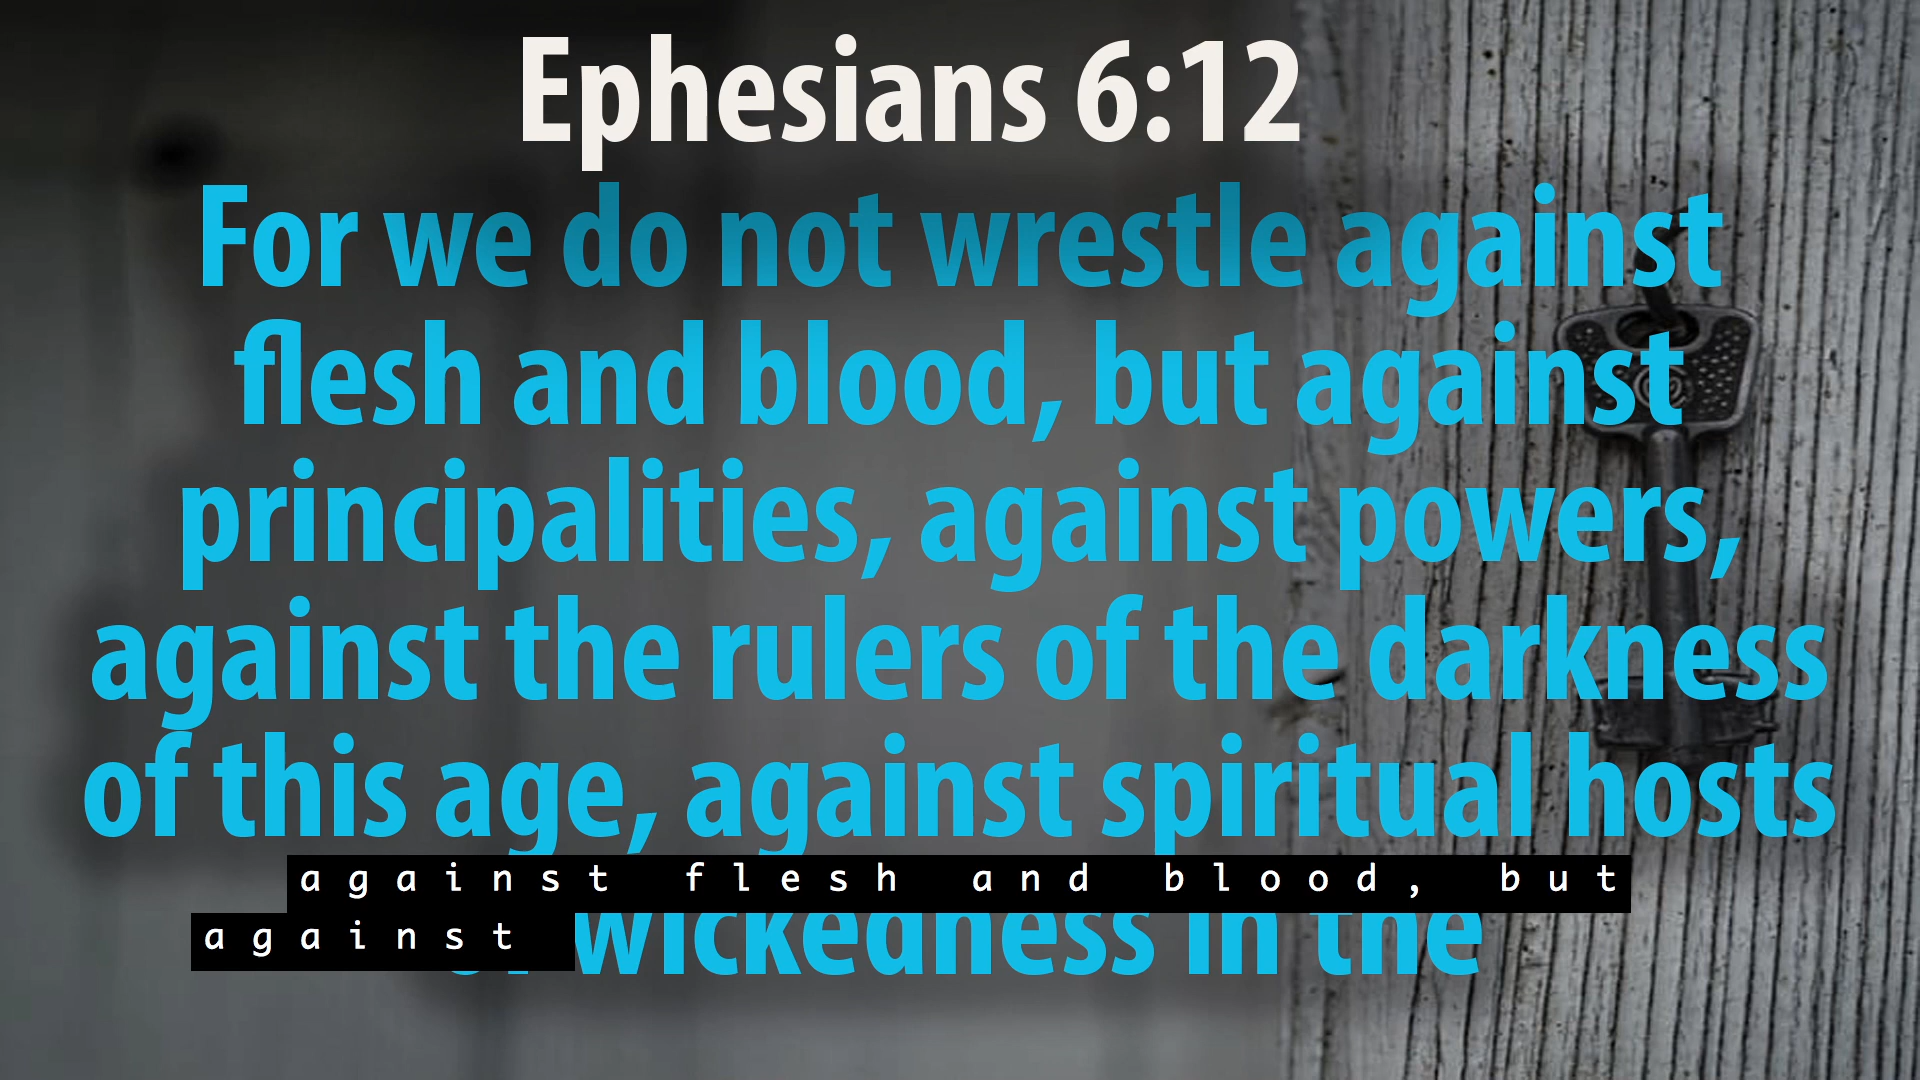 Ephesians 6:12
For we do not wrestle against
flesh and blood, but against
principalities, against powers,
against the rulers of the darkness
of this age, against spiritual hosts
against flesh and blood, but
against
of wickedness in the